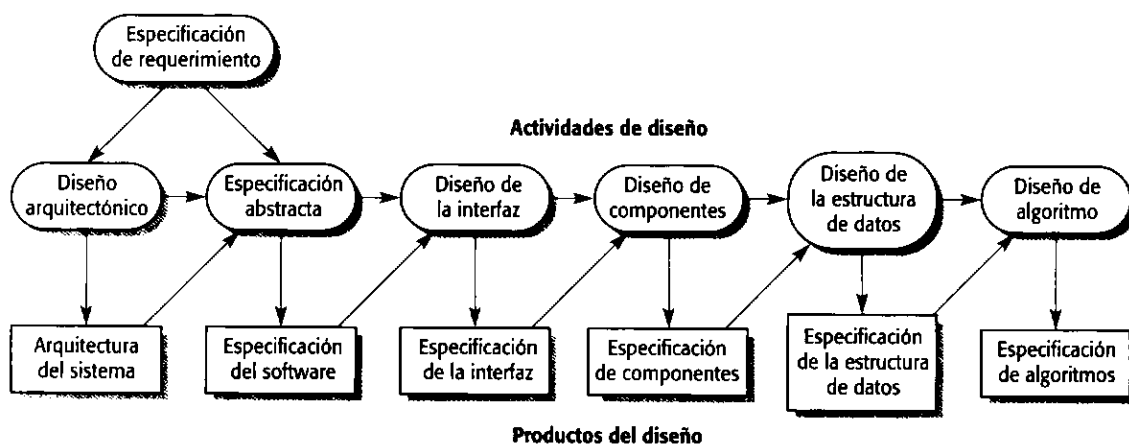 Especificación
de requerimiento
Actividades de diseño
Diseño
arquitectónico
Especificación
abstracta
Diseño de
la interfaz
Diseño de
componentes
Diseño de
la estructura
de datos
Diseño de
algoritmo
Arquitectura
del sistema
Especificación
del software
Especificación
de la interfaz
Especificación
de componentes
Especificación
de la estructura
de datos
Especificación
de algoritmos
Productos del diseño